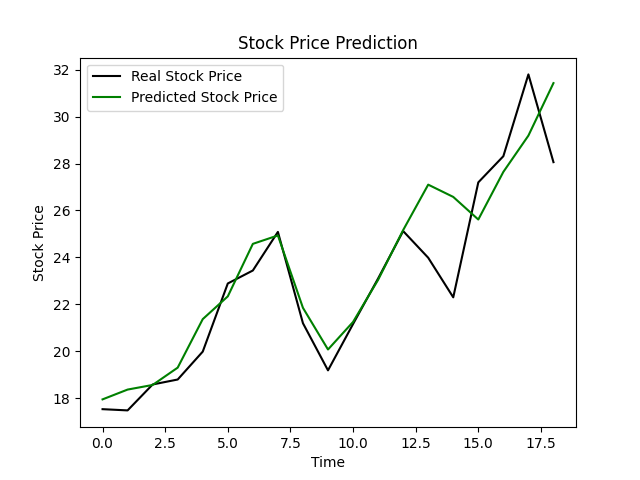 Stock Price Prediction
Real Stock Price
Predicted Stock Price
32
30
28
26
24
22
20
18
Stock Price
0.0 2.5 5.0 7.5 10.0 12.5 15.0 17.5
Time